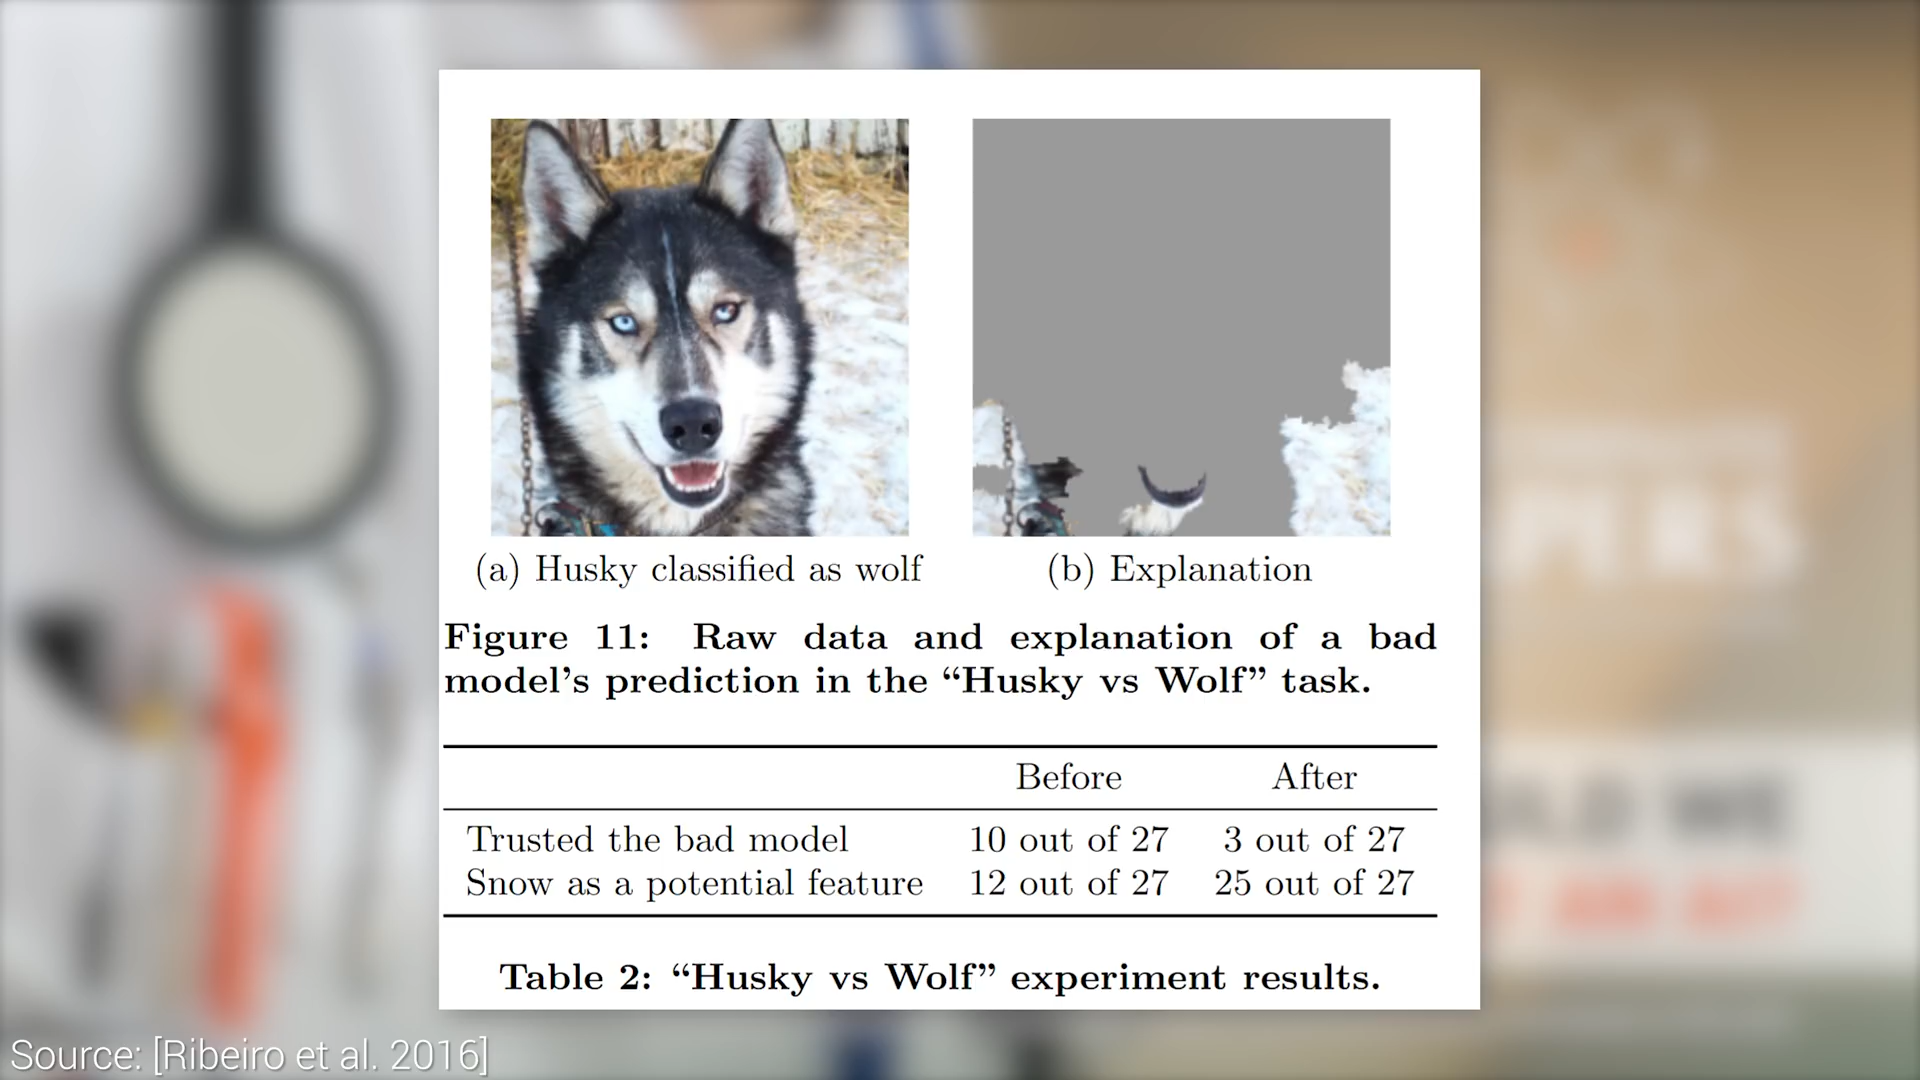 (a) Husky classified as wolf
(b) Explanation
Figure 11: Raw data and explanation of a bad
model’s prediction in the “Husky vs Wolf” task.
Before After
Trusted the bad model 10 out of 27 3 out of 27
Snow as a potential feature 12 out of 27 25 out of 27
Table 2: “Husky vs Wolf” experiment results.
Source: [Ribeiro et al. 2016]